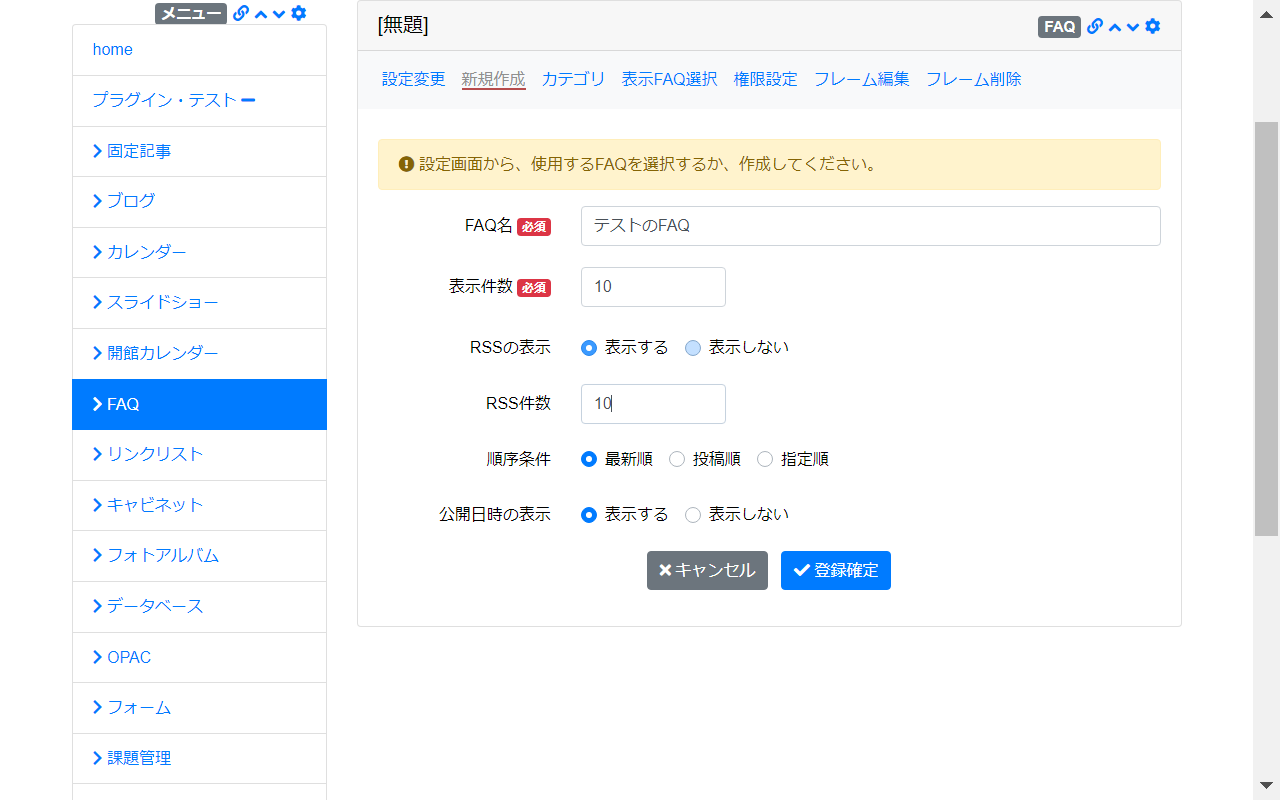 メニュー
home
プラグイン・テスト
固定記事
ブログ
カレンダー
スライドショー
開館カレンダー
FAQ
リンクリスト
キャビネット
フォトアルバム
データベース
OPAC
フォーム
課題管理
[無題]
FAQ
設定変更 新規作成 カテゴリ 表示FAQ選択 権限設定 フレーム編集 フレーム削除
設定画面から、使用するFAQを選択するか、作成してください。
FAQ名 必須 テストのFAQ
表示件数 必須 10
RSSの表示 表示する 表示しない
RSS件数 10
順序条件 最新順 投稿順 指定順
公開日時の表示 表示する 表示しない
キャンセル 登録確定